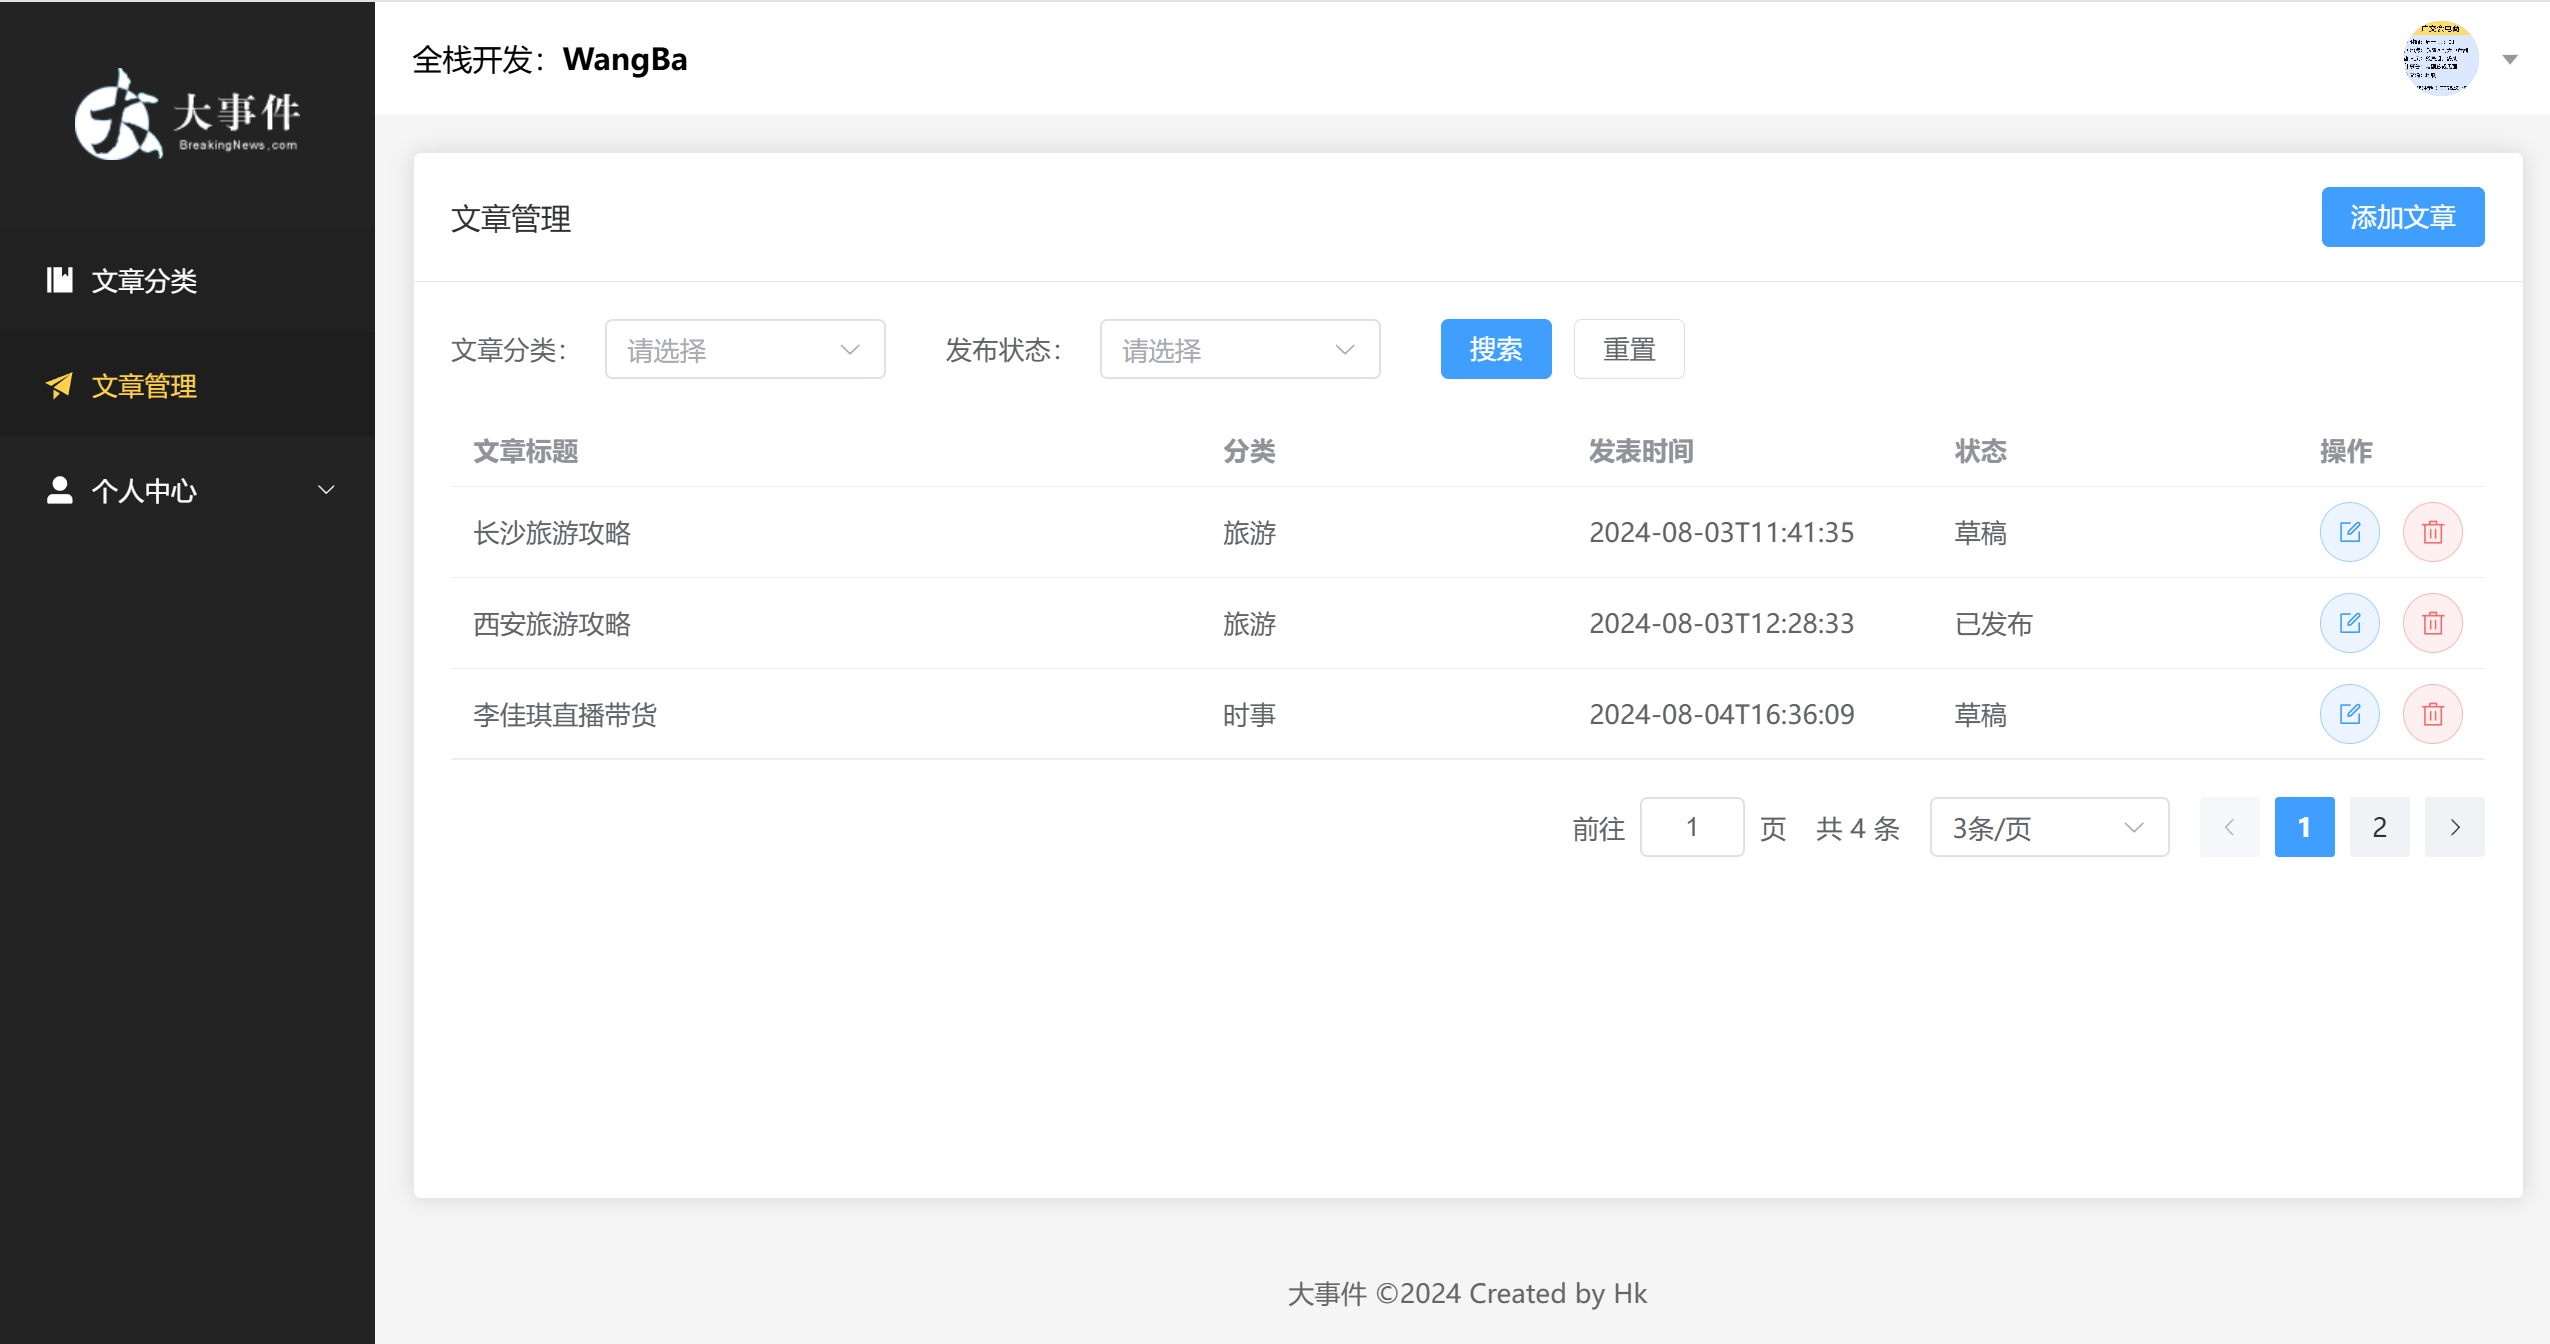 大事件
BreakingNews.com
文章分类
文章管理
个人中心
全栈开发：WangBa
文章管理
添加文章
文章分类：
请选择
发布状态：
请选择
搜索
重置
文章标题 分类 发表时间 状态 操作
长沙旅游攻略 旅游 2024-08-03T11:41:35 草稿
西安旅游攻略 旅游 2024-08-03T12:28:33 已发布
李佳琪直播带货 时事 2024-08-04T16:36:09 草稿
前往 1 页 共 4 条 3条/页 1 2
大事件 ©2024 Created by Hk